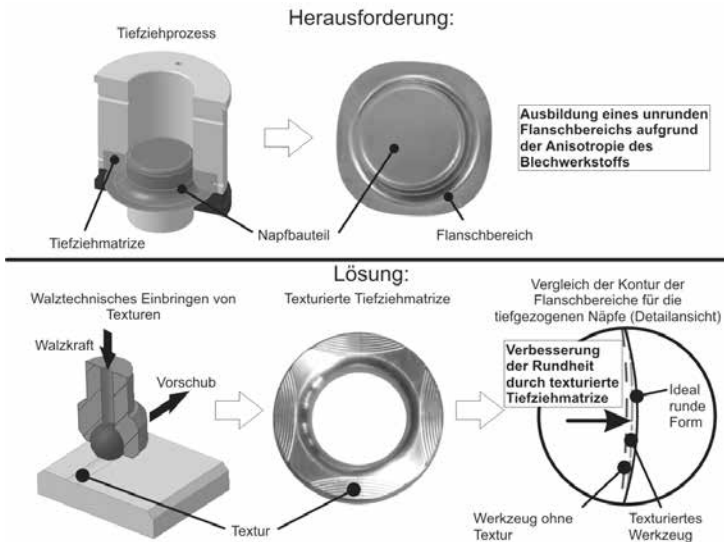 Herausforderung:
Tiefziehprozess
Ausbildung eines unrunden
Flanschbereichs aufgrund
der Anisotropie des
Blechwerkstoffs
Tiefziehmatrize
Napfbauteil
Flanschbereich
Lösung:
Walztechnisches Einbringen von
Texturen
Walzkraft
Vorschub
Textur
Texturierte Tiefziehmatrize
Vergleich der Kontur der
Flanschbereiche für die
tiefgezogenen Näpfe (Detailansicht)
Verbesserung
der Rundheit
durch texturierte
Tiefziehmatrize
Ideal
runde
Form
Werkzeug ohne
Textur
Texturiertes
Werkzeug